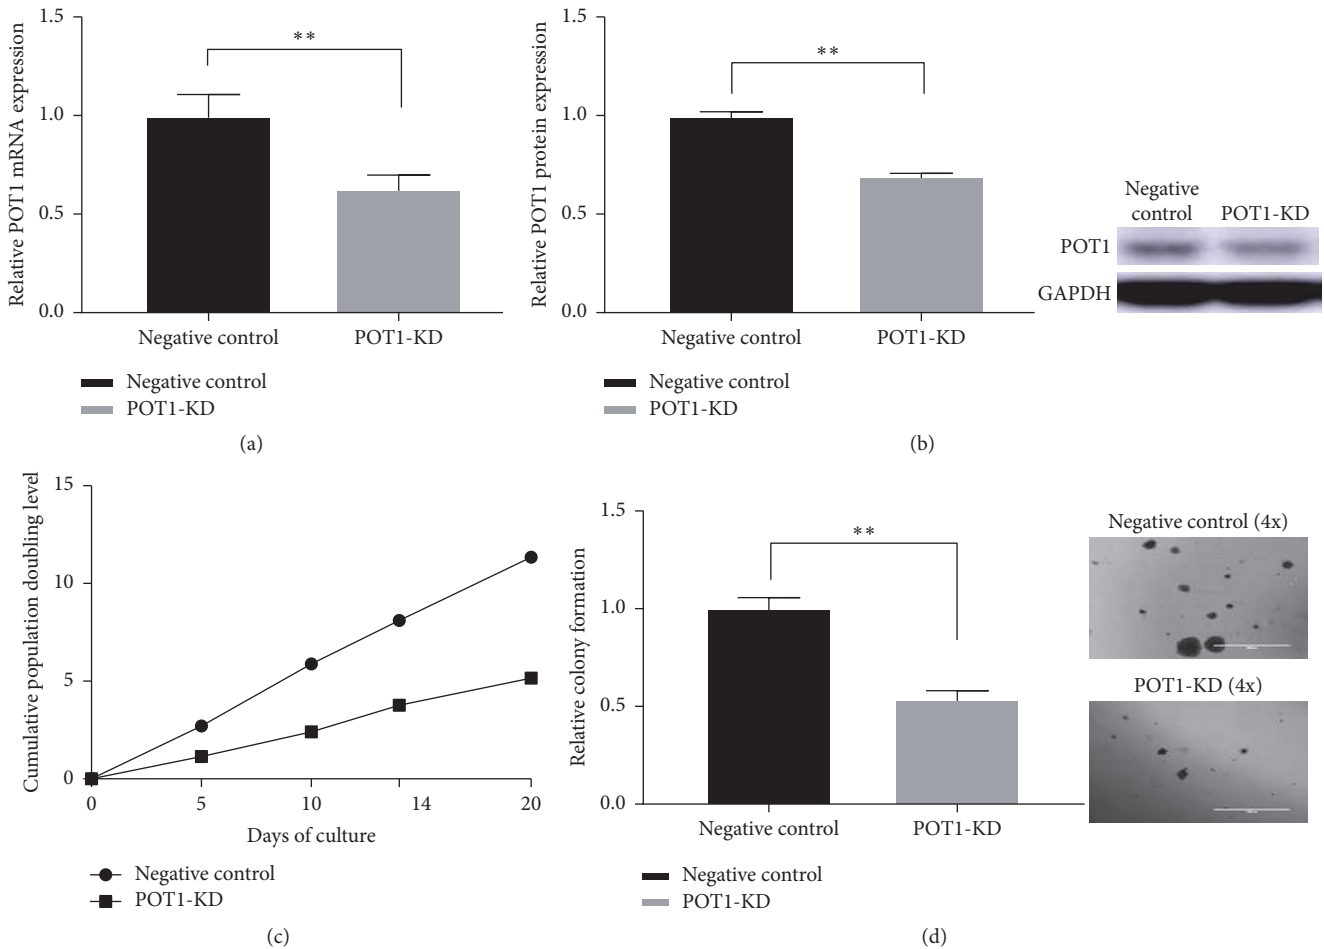 Relative POT1 mRNA expression
1.5
1.0
0.5
0.0
**
Negative control
POT1-KD
Negative control
POT1-KD
(a)
Relative POT1 protein expression
1.5
1.0
0.5
0.0
**
Negative control
POT1-KD
Negative control
POT1-KD
Negative
control
POT1-KD
POT1
GAPDH
(b)
Cumulative population doubling level
15
10
5
0
0
5
10
14
20
Days of culture
Negative control
POT1-KD
(c)
Relative colony formation
1.5
1.0
0.5
0.0
**
Negative control
POT1-KD
Negative control
POT1-KD
Negative control (4x)
POT1-KD (4x)
(d)